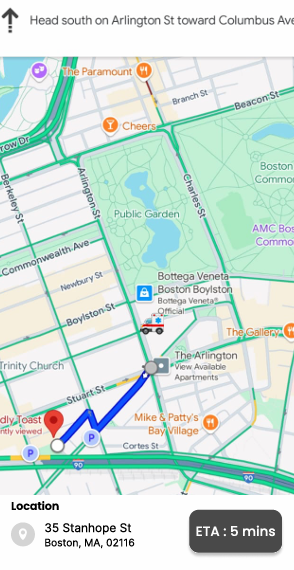 Head south on Arlington St toward Columbus Ave
The Paramount
Branch St
Beacon St
Cheers
row Dr
Boston
Commo
Berkeley St
Arlington St
Charles St
Public Garden
AMC Bos
Commo
Commonwealth Ave
Bottega Veneta
Boston Boylston
Bottega Veneta®
Official
Newbury St
Boylston St
The Gallery
Trinity Church
The Arlington
View Available
Apartments
Stuart St
dly Toast
ntly viewed
Mike & Patty's
Bay Village
P
P
Cortes St
90
90
Location
35 Stanhope St
Boston, MA, 02116
ETA : 5 mins